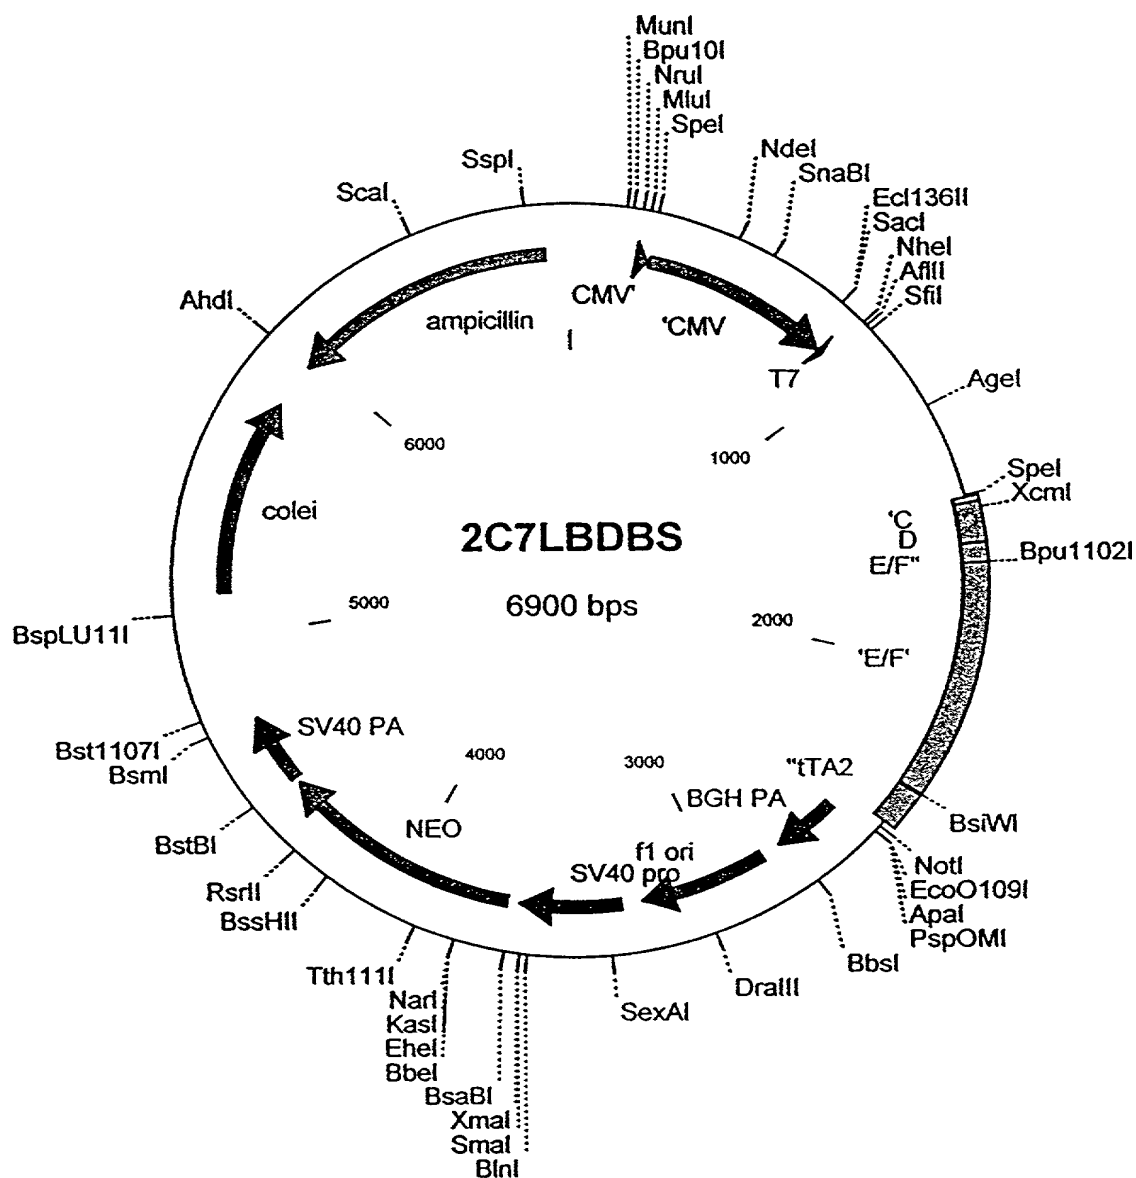 MunI
Bpu10I
NruI
MluI
SpeI
NdeI
SnaBI
Ecl136II
SacI
NheI
AflII
SfiI
SspI
ScaI
AhdI
CMV'
'CMV
ampicillin
T7
AgeI
6000
1000
SpeI
XcmI
colei
2C7LBDBS
'C
D
E/F"
Bpu1102I
6900 bps
5000
2000
'E/F'
BspLU11I
SV40 PA
Bst1107I
BsmI
4000
3000
"tTA2
BGH PA
NEO
f1 ori
SV40 pro
BsiWI
BstBI
NotI
EcoO109I
ApaI
PspOMI
RsrII
BssHII
BbsI
Tth111I
DraIII
SexAI
NarI
KasI
EheI
BbeI
BsaBI
XmaI
SmaI
BlnI